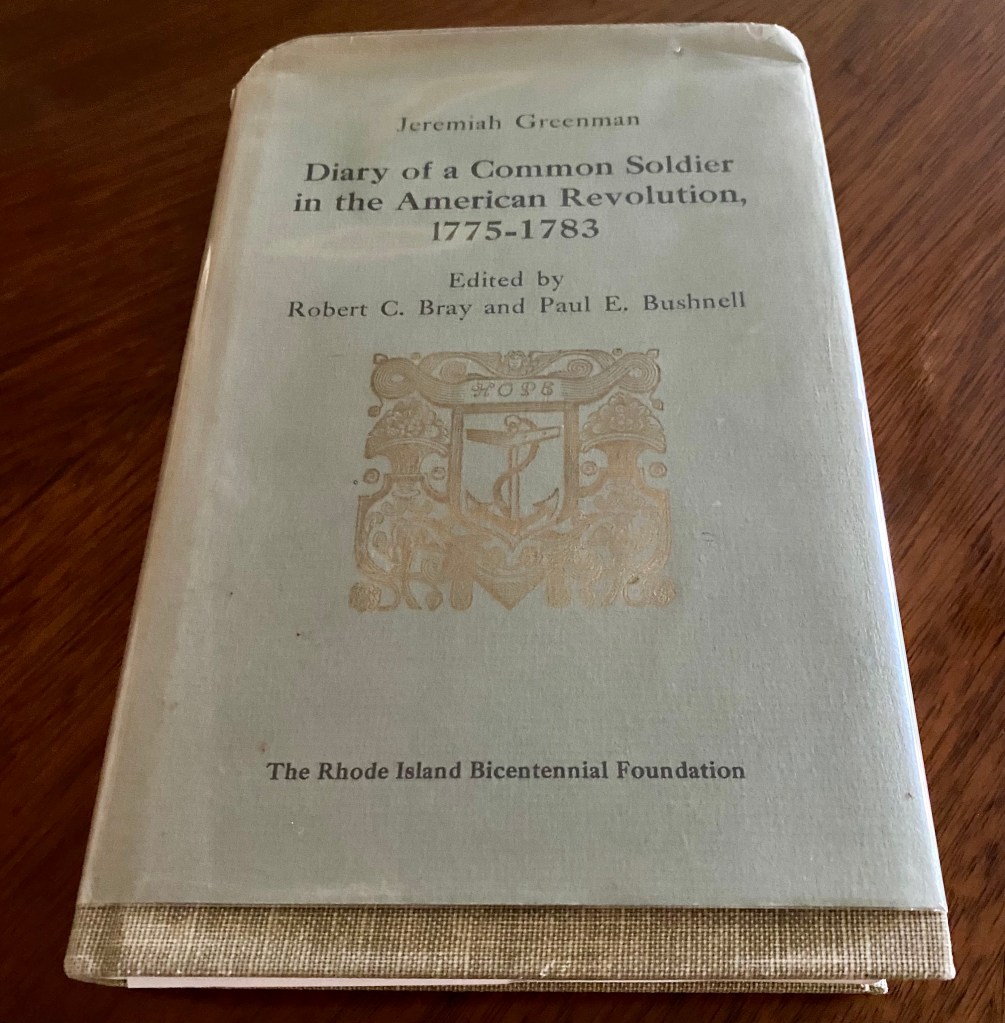 Jeremiah Greenman
Diary of a Common Soldier
in the American Revolution,
1775-1783
Edited by
Robert C. Bray and Paul E. Bushnell
HOPE
The Rhode Island Bicentennial Foundation